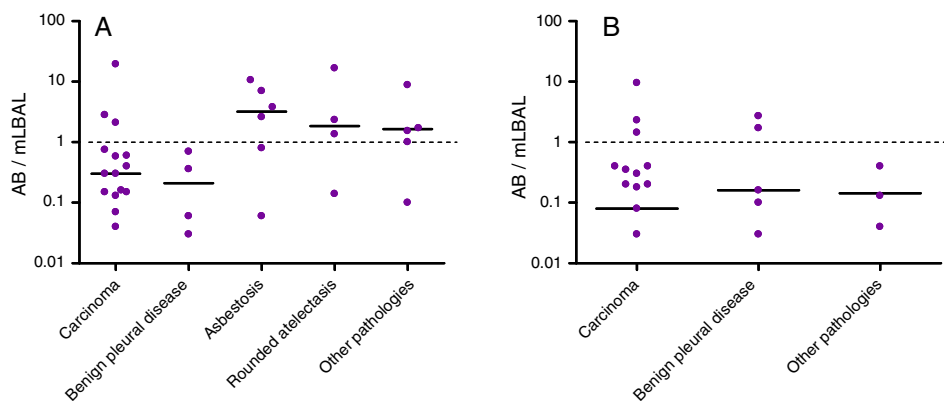 A
AB / mLBAL
100
10
1
0.1
0.01
Carcinoma
Benign pleural disease
Asbestosis
Rounded atelectasis
Other pathologies
B
AB / mLBAL
100
10
1
0.1
0.01
Carcinoma
Benign pleural disease
Other pathologies